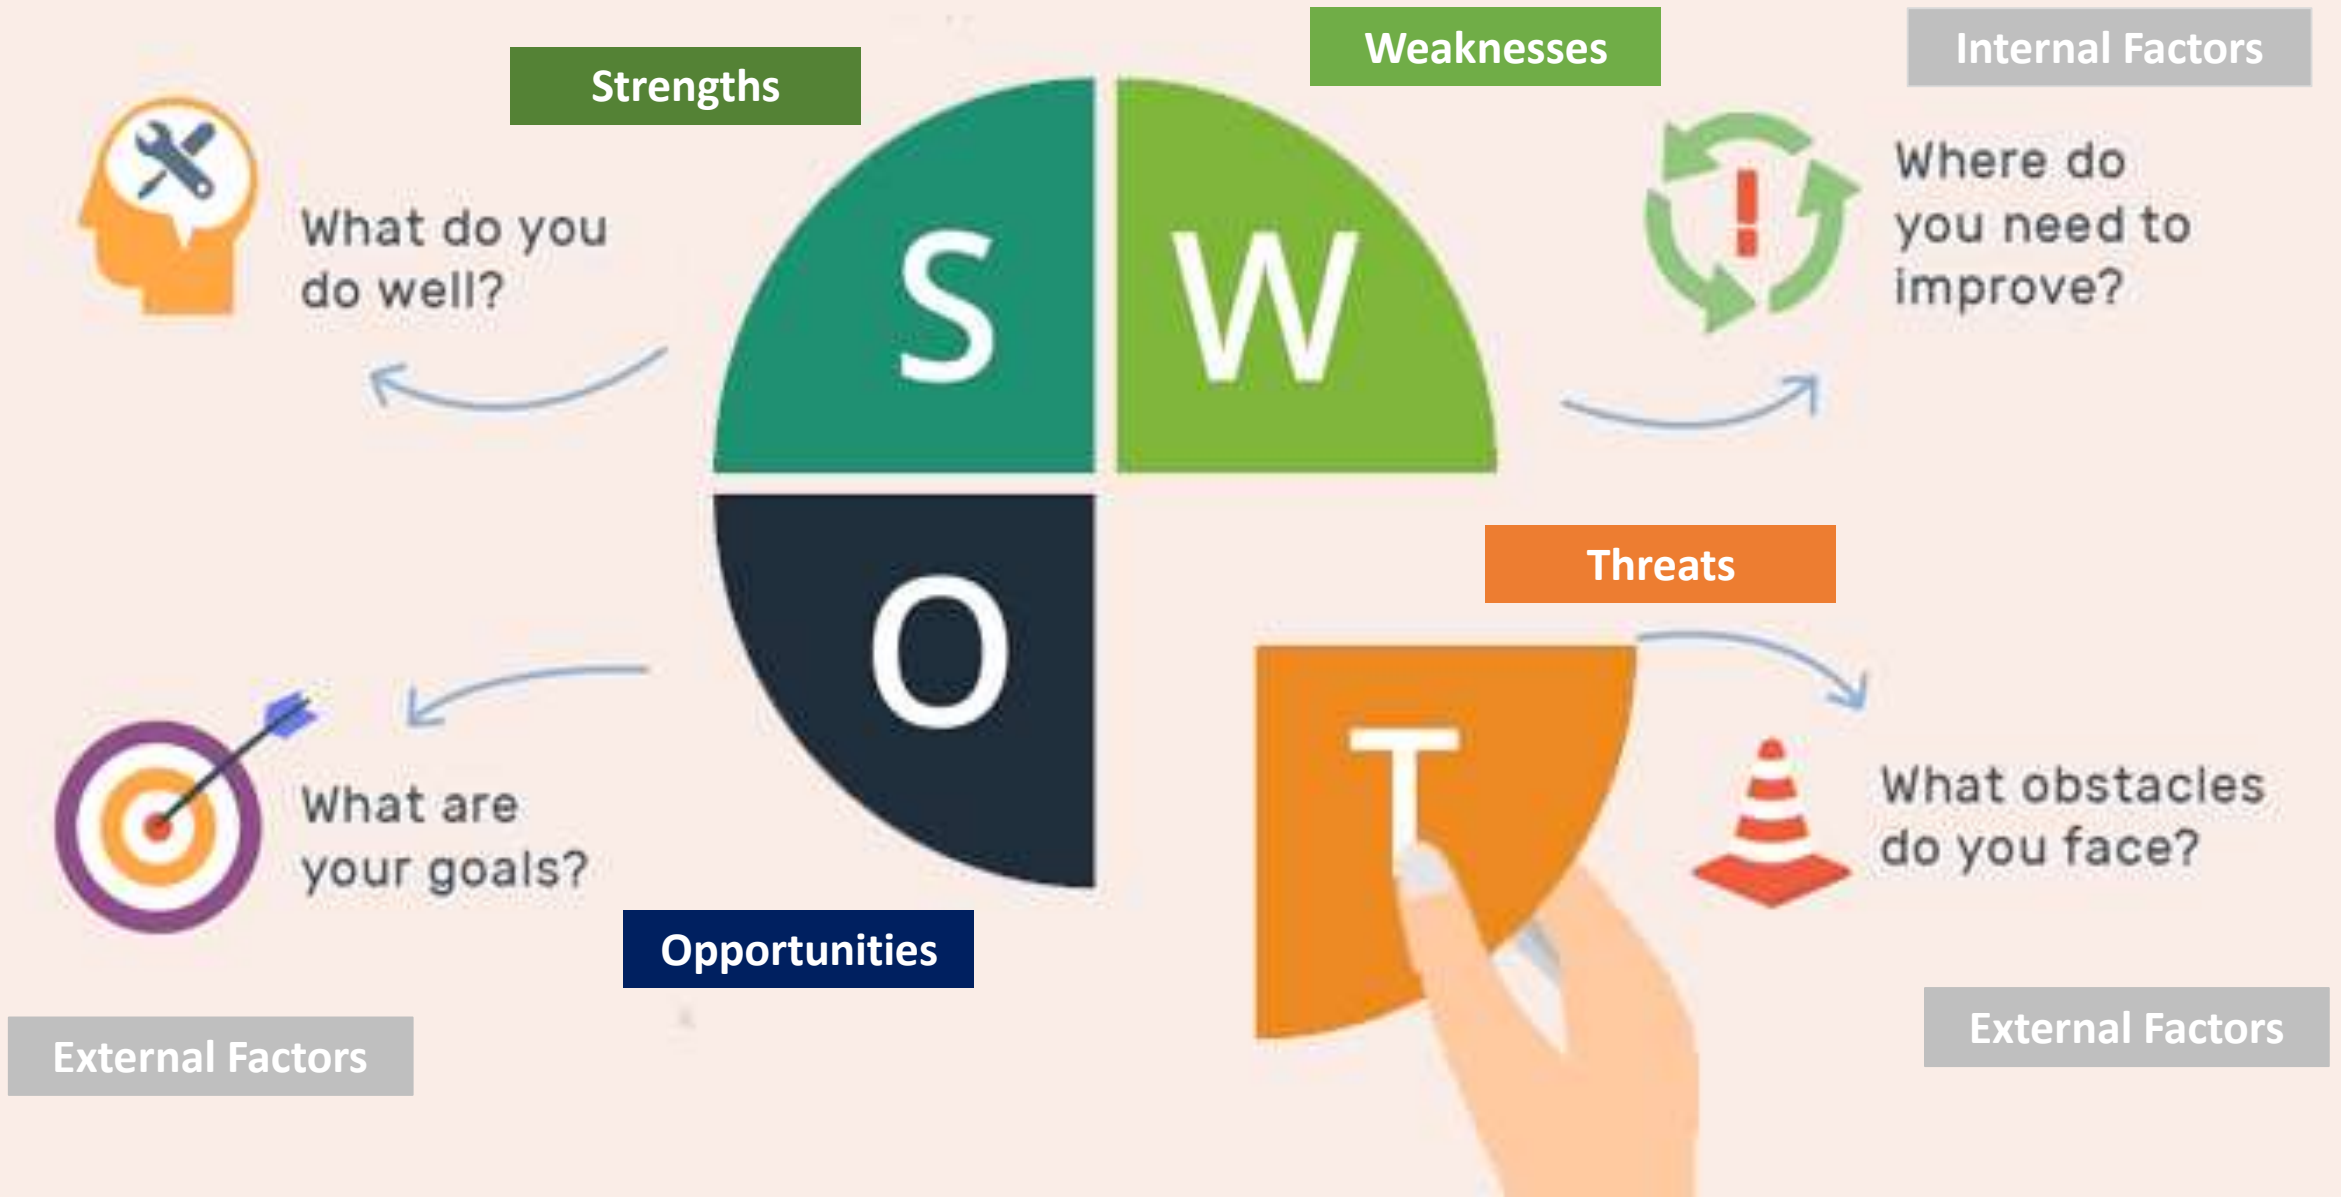 Strengths
Weaknesses
Internal Factors
What do you
do well?
S
W
Where do
you need to
improve?
O
Threats
T
What are
your goals?
What obstacles
do you face?
Opportunities
External Factors
External Factors